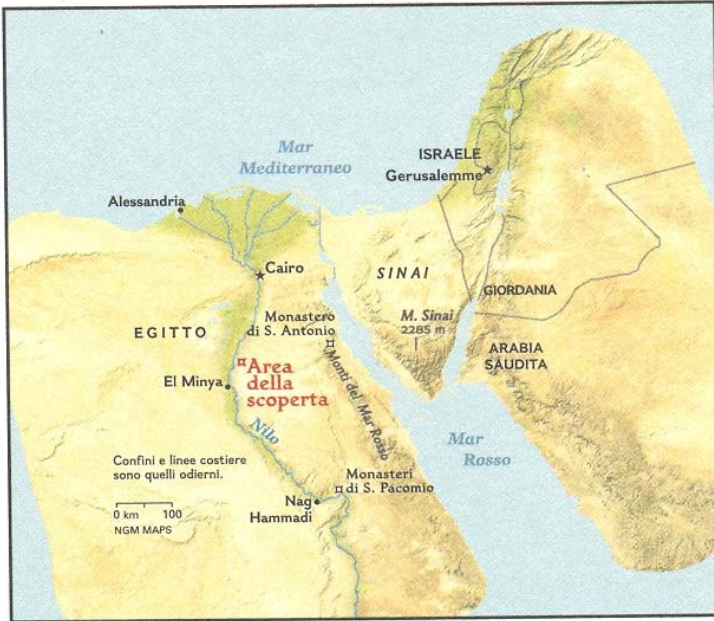 Mar
Mediterraneo
ISRAELE
Gerusalemme
Alessandria
Cairo
SINAI
GIORDANIA
Monastero
di S. Antonio
M. Sinai
2285 m
EGITTO
ARABIA
SAUDITA
Area
della
scoperta
El Minya
Monti del Mar Rosso
Nilo
Mar
Rosso
Confini e linee costiere
sono quelli odierni.
Monasteri
di S. Pacomio
0 km 100
NGM MAPS
Nag
Hammadi